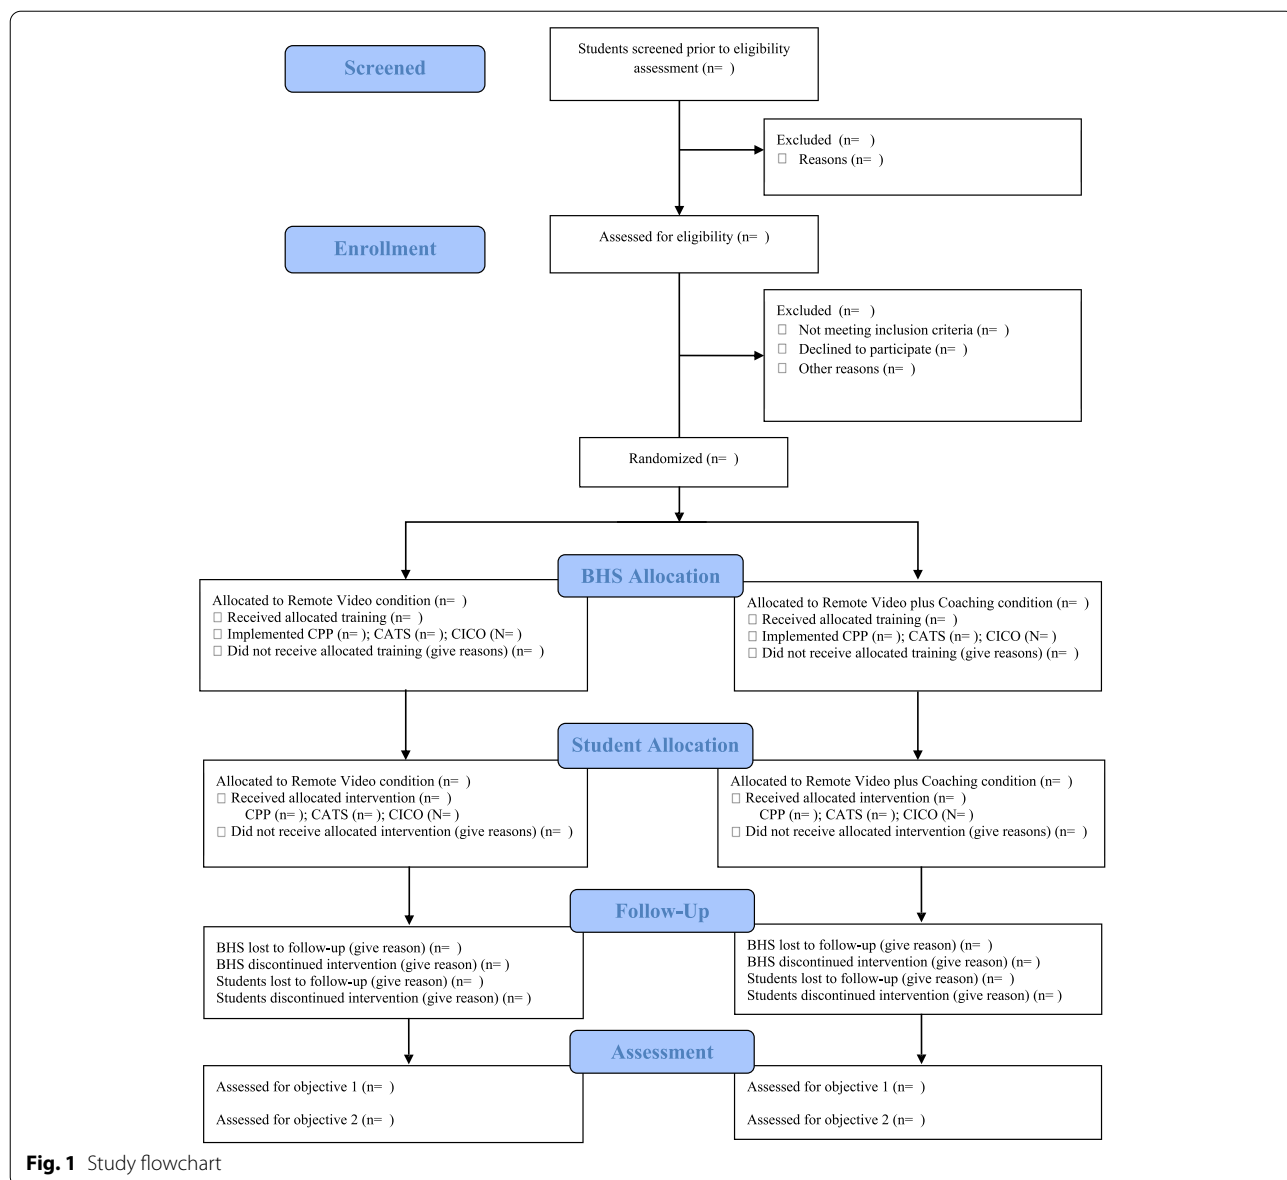 Screened
Students screened prior to eligibility
assessment (n=  )
Excluded  (n=   )
□ Reasons (n=  )
Enrollment
Assessed for eligibility (n=  )
Excluded  (n=   )
□ Not meeting inclusion criteria (n=  )
□ Declined to participate (n=  )
□ Other reasons (n=  )
Randomized (n=  )
BHS Allocation
Allocated to Remote Video condition (n=  )
□ Received allocated training (n=  )
□ Implemented CPP (n= ); CATS (n= ); CICO (N= )
□ Did not receive allocated training (give reasons) (n=  )
Allocated to Remote Video plus Coaching condition (n=  )
□ Received allocated training (n=  )
□ Implemented CPP (n= ); CATS (n= ); CICO (N= )
□ Did not receive allocated training (give reasons) (n=  )
Student Allocation
Allocated to Remote Video condition (n=  )
□ Received allocated intervention (n=  )
CPP (n= ); CATS (n= ); CICO (N= )
□ Did not receive allocated intervention (give reasons) (n=  )
Allocated to Remote Video plus Coaching condition (n=  )
□ Received allocated intervention (n=  )
CPP (n= ); CATS (n= ); CICO (N= )
□ Did not receive allocated intervention (give reasons) (n=  )
Follow-Up
BHS lost to follow-up (give reason) (n=  )
BHS discontinued intervention (give reason) (n= )
Students lost to follow-up (give reason) (n=  )
Students discontinued intervention (give reason) (n=  )
BHS lost to follow-up (give reason) (n=  )
BHS discontinued intervention (give reason) (n= )
Students lost to follow-up (give reason) (n=  )
Students discontinued intervention (give reason) (n=  )
Assessment
Assessed for objective 1 (n=  )
Assessed for objective 2 (n=  )
Assessed for objective 1 (n=  )
Assessed for objective 2 (n=  )
Fig. 1 Study flowchart